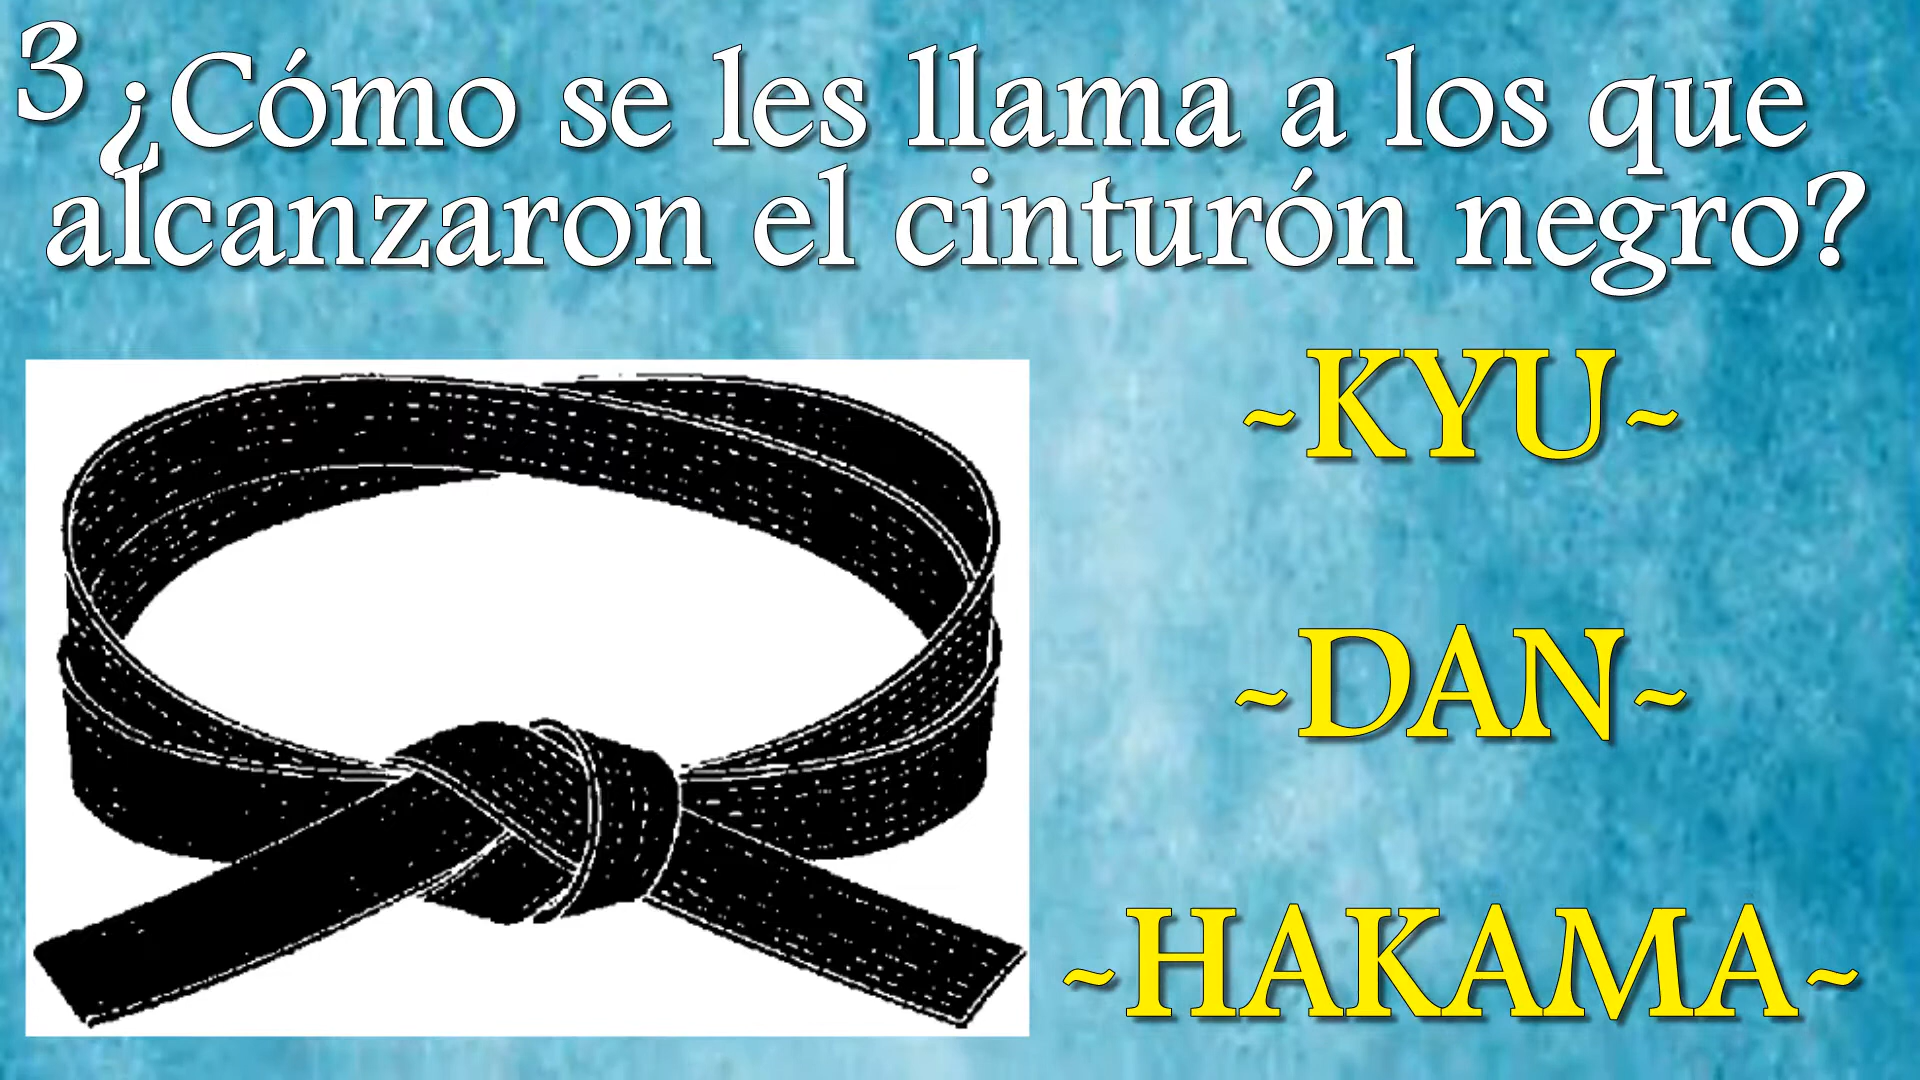 3 ¿Cómo se les llama a los que
alcanzaron el cinturón negro?
~KYU~
~DAN~
~HAKAMA~